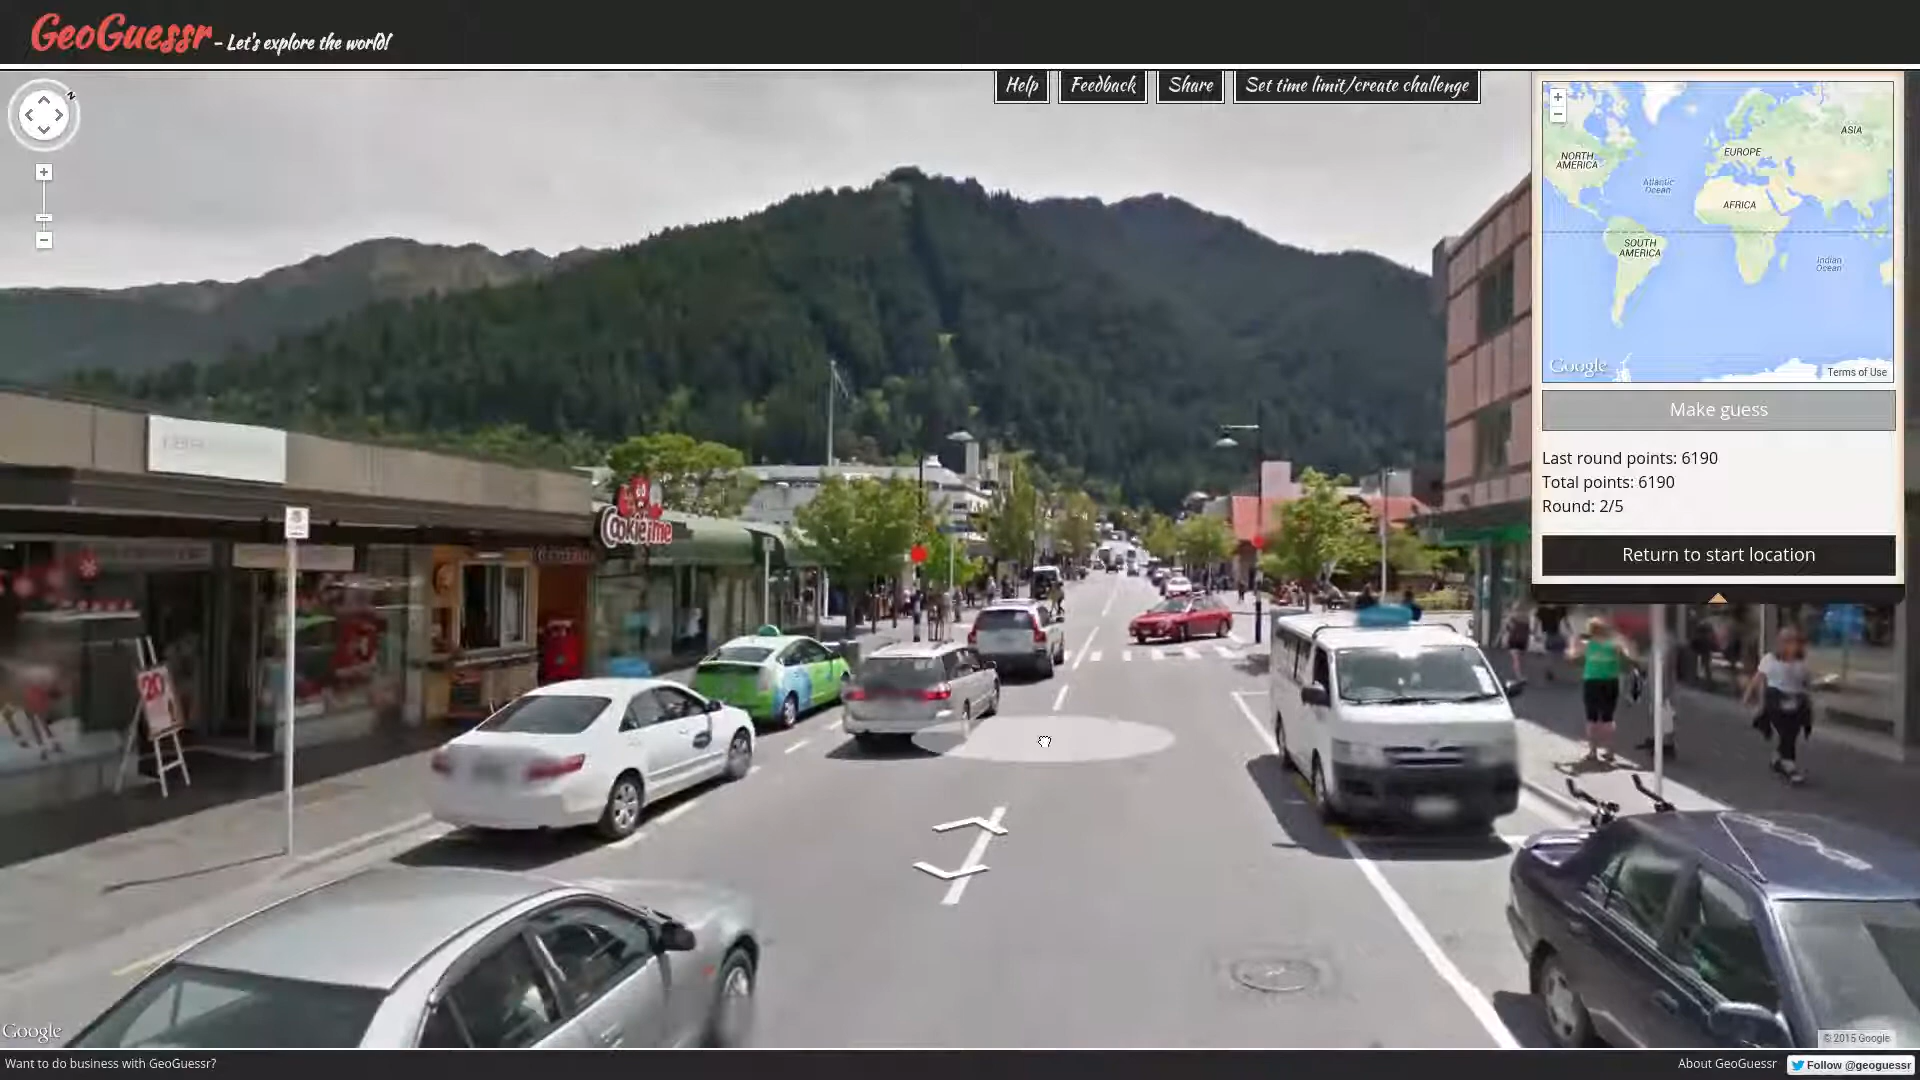 GeoGuessr - Let's explore the world!
Help
Feedback
Share
Set time limit/create challenge
N
ASIA
EUROPE
NORTH
AMERICA
Atlantic
Ocean
AFRICA
SOUTH
AMERICA
Indian
Ocean
Google
Terms of Use
Make guess
Last round points: 6190
Total points: 6190
Round: 2/5
Return to start location
Cookie Time
20
Google
© 2015 Google
Want to do business with GeoGuessr?
About GeoGuessr
Follow @geoguessr